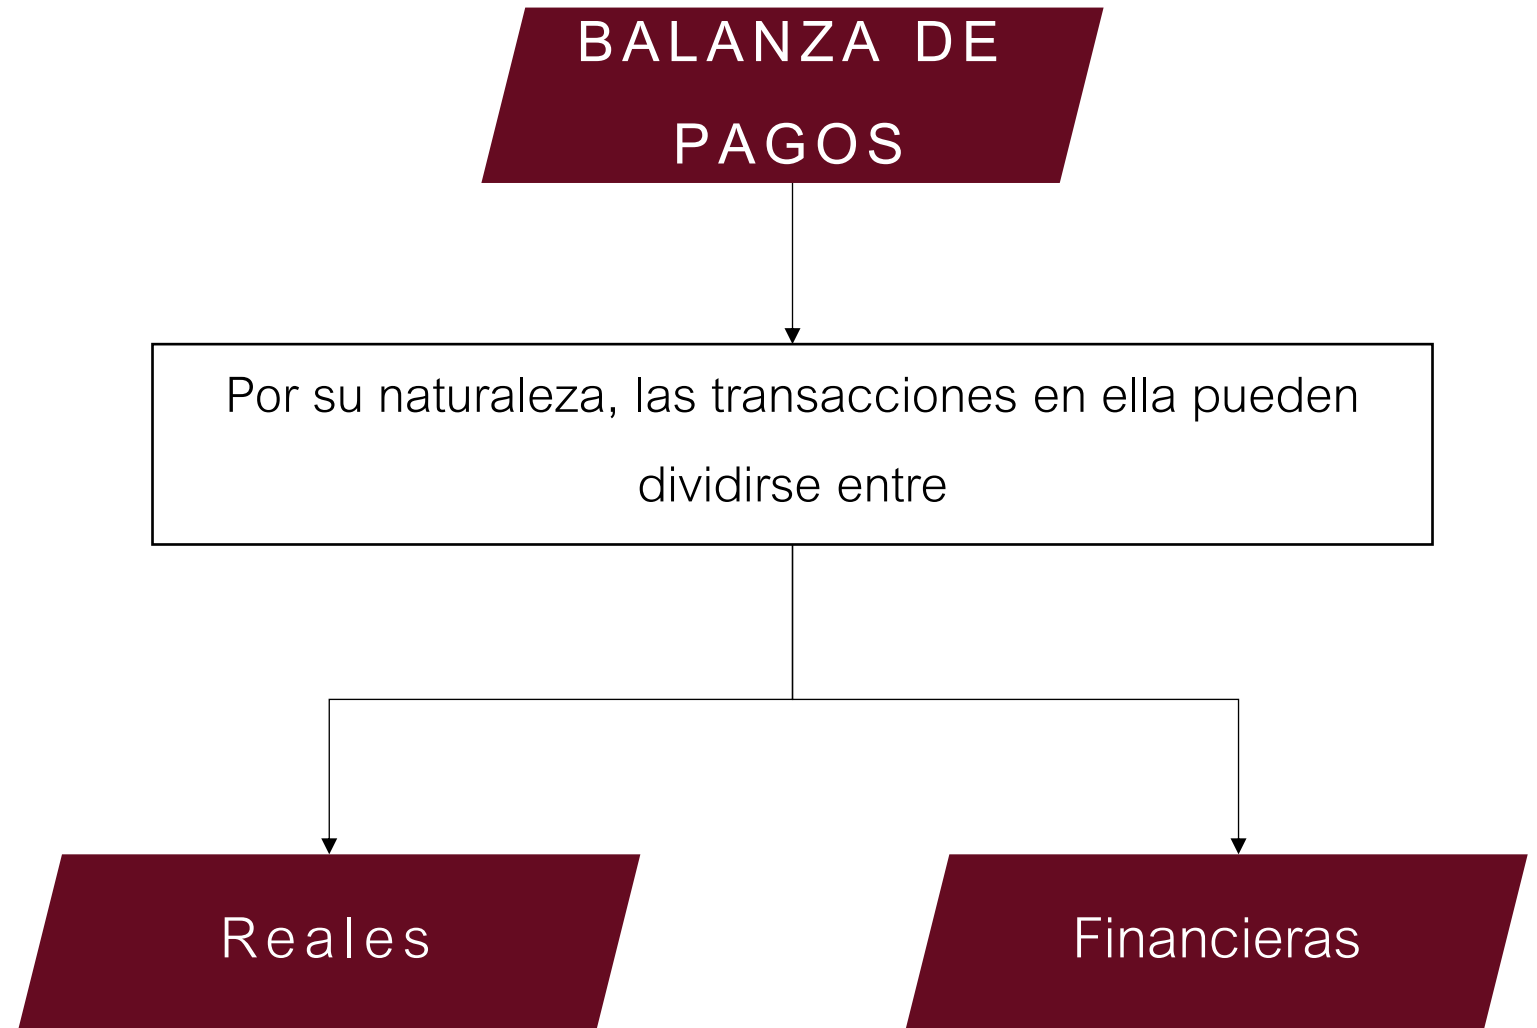 BALANZA DE
PAGOS
Por su naturaleza, las transacciones en ella pueden
dividirse entre
Reales
Financieras